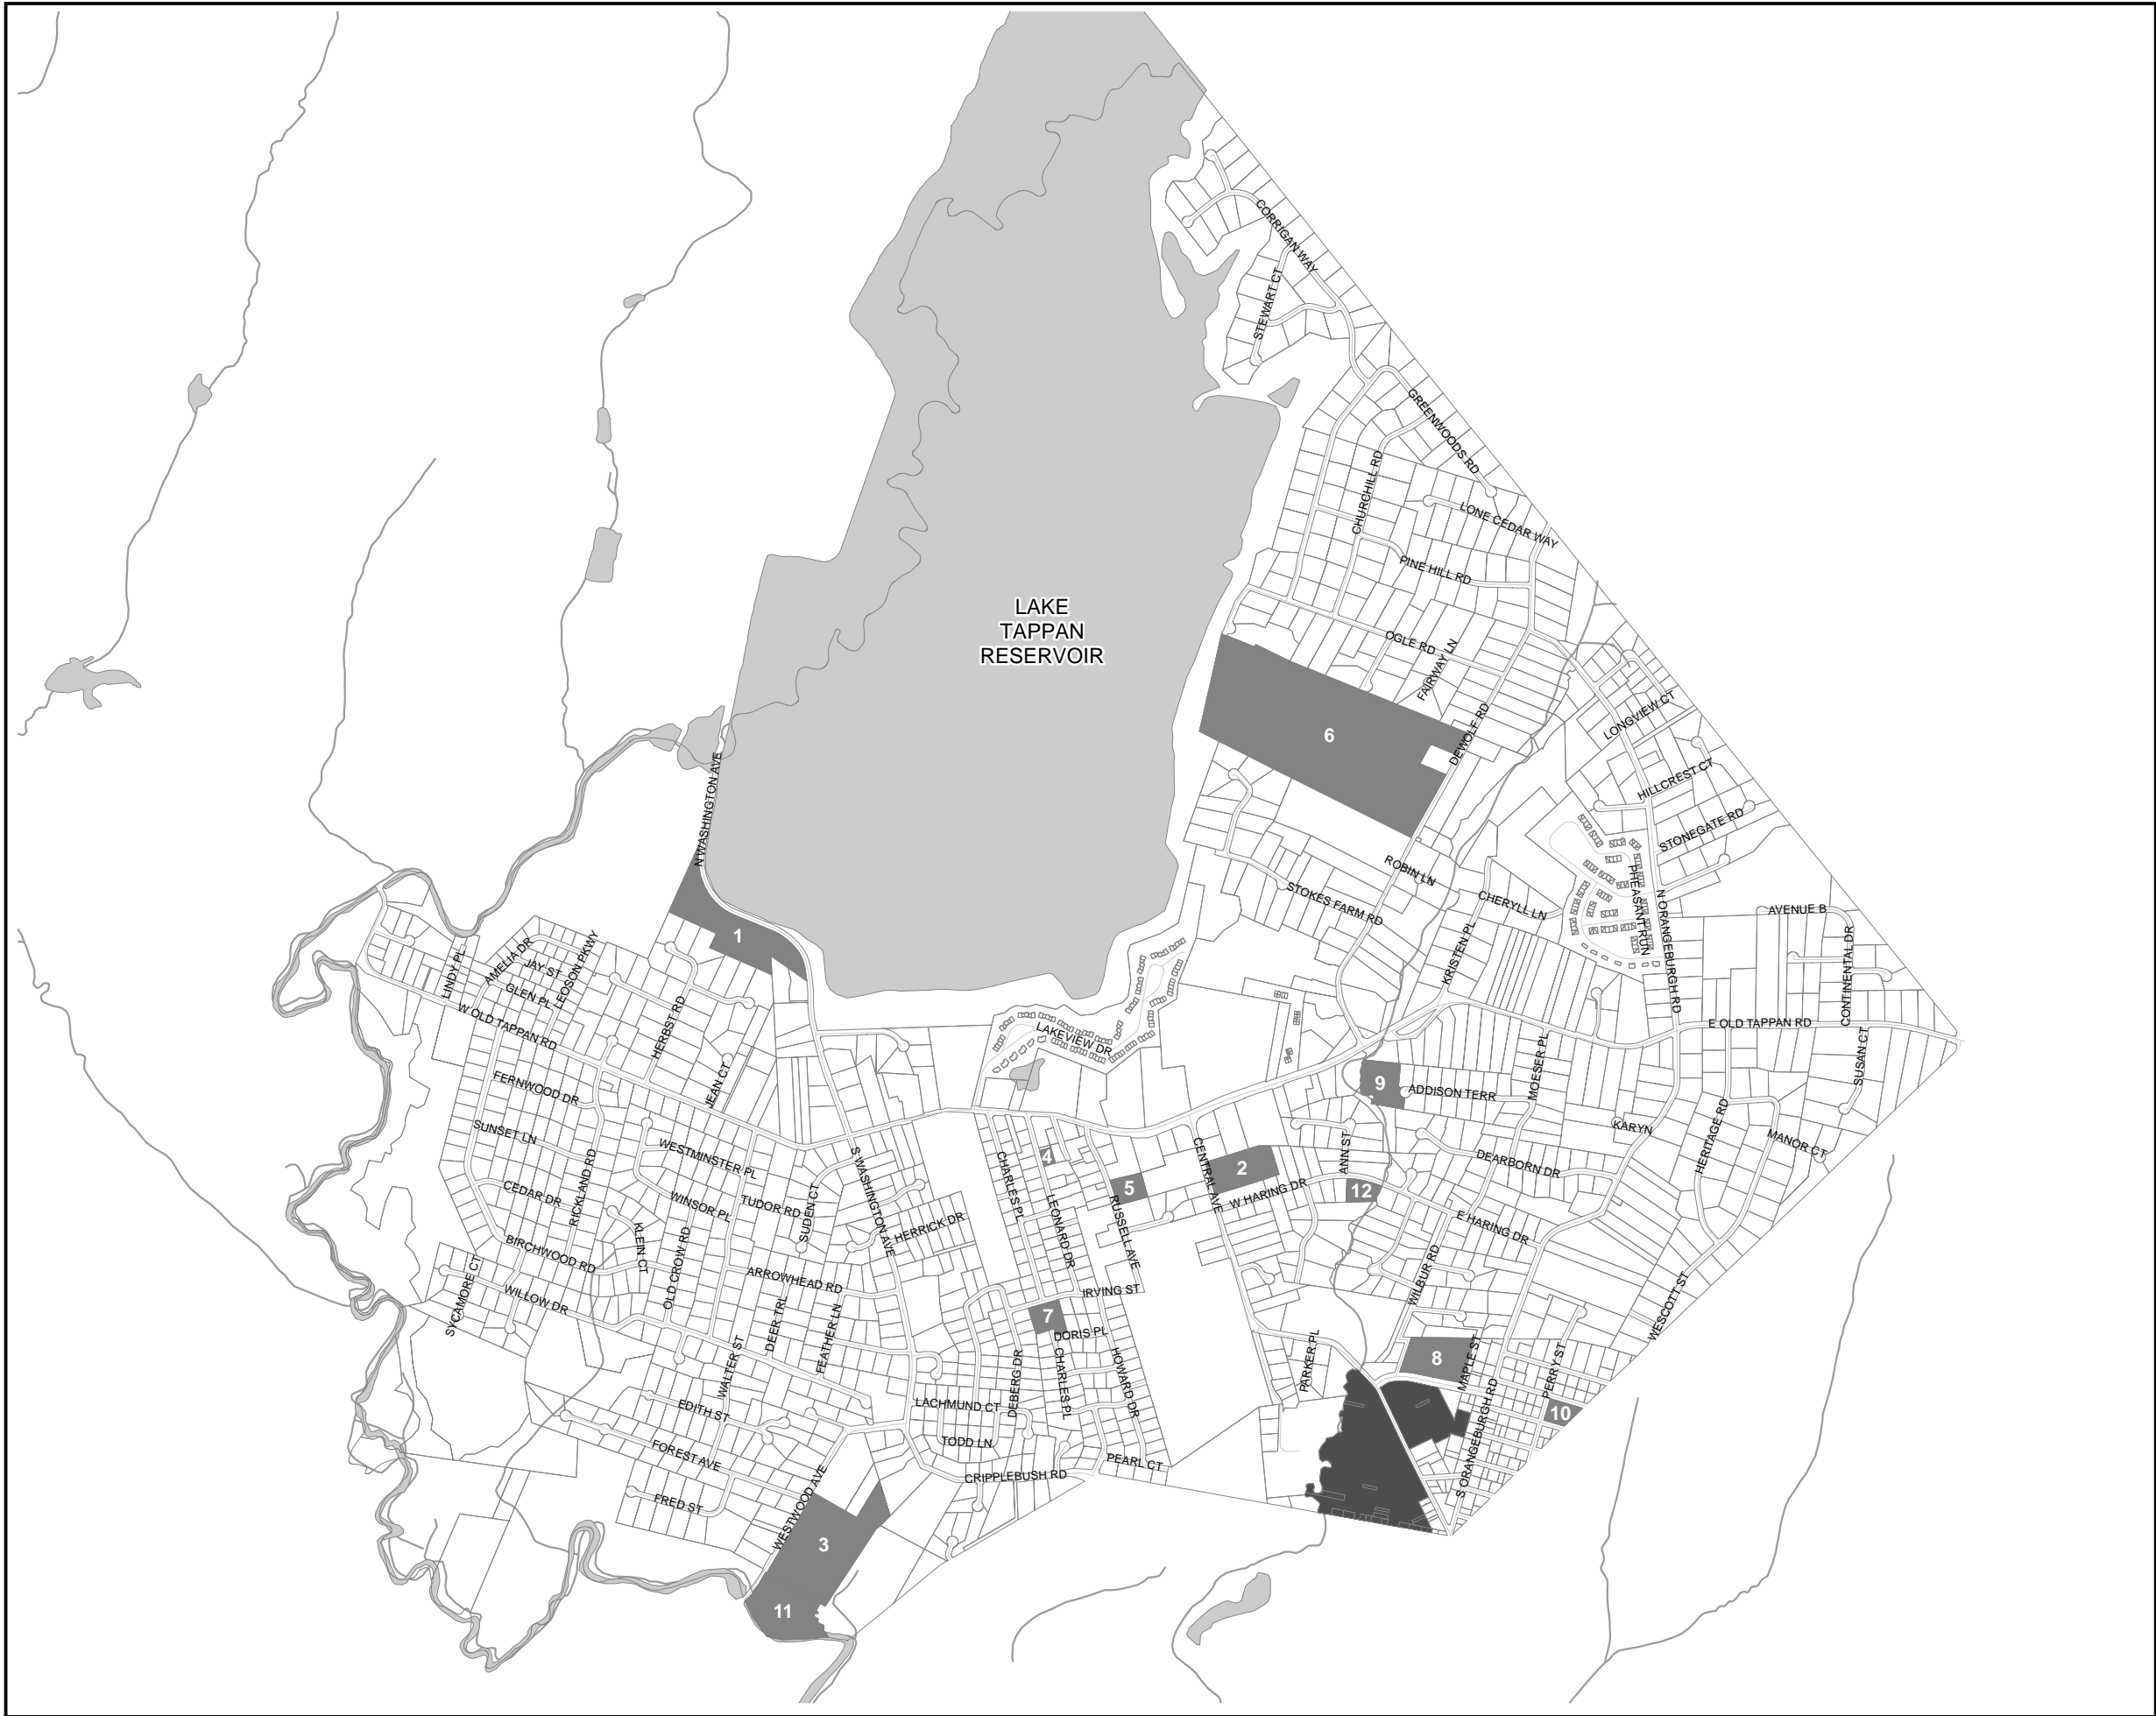 CORRIGAN WAY
STEWART CT
GREENWOODS RD
CHURCHILL RD
LONE CEDAR WAY
PINE HILL RD
LAKE
TAPPAN
RESERVOIR
OGLE RD
FAIRWAY LN
LONGVIEW CT
6
DEWOLF RD
HILLCREST CT
N WASHINGTON AVE
STONEGATE RD
ROBIN LN
STOKES FARM RD
CHERYLL LN
PHEASANT RUN
N ORANGEBURGH RD
AVENUE B
1
KRISTEN PL
CONTINENTAL DR
LINDY PL
AMELIA DR
JAY ST
LEOSON PKWY
GLEN PL
W OLD TAPPAN RD
HERBST RD
LAKEVIEW DR
E OLD TAPPAN RD
MOESER PL
SUSAN CT
JEAN CT
FERNWOOD DR
9
ADDISON TERR
SUNSET LN
KARYN
HERITAGE RD
MANOR CT
WESTMINSTER PL
S WASHINGTON AVE
CHARLES PL
4
CENTRAL AVE
2
ANN ST
DEARBORN DR
RICKLAND RD
CEDAR DR
WINSOR PL
TUDOR RD
SUDEN CT
LEONARD DR
5
RUSSELL AVE
W HARING DR
12
HERRICK DR
E HARING DR
KLEIN CT
BIRCHWOOD RD
OLD CROW RD
ARROWHEAD RD
SYCAMORE CT
WILLOW DR
IRVING ST
WILBUR RD
WESCOTT ST
DEER TRL
FEATHER LN
7
DORIS PL
WALTER ST
PARKER PL
8
MAPLE ST
PERRY ST
DEBERG DR
CHARLES PL
HOWARD DR
EDITH ST
LACHMUND CT
10
S ORANGEBURGH RD
TODD LN
FOREST AVE
PEARL CT
CRIPPLEBUSH RD
FRED ST
WESTWOOD AVE
3
11